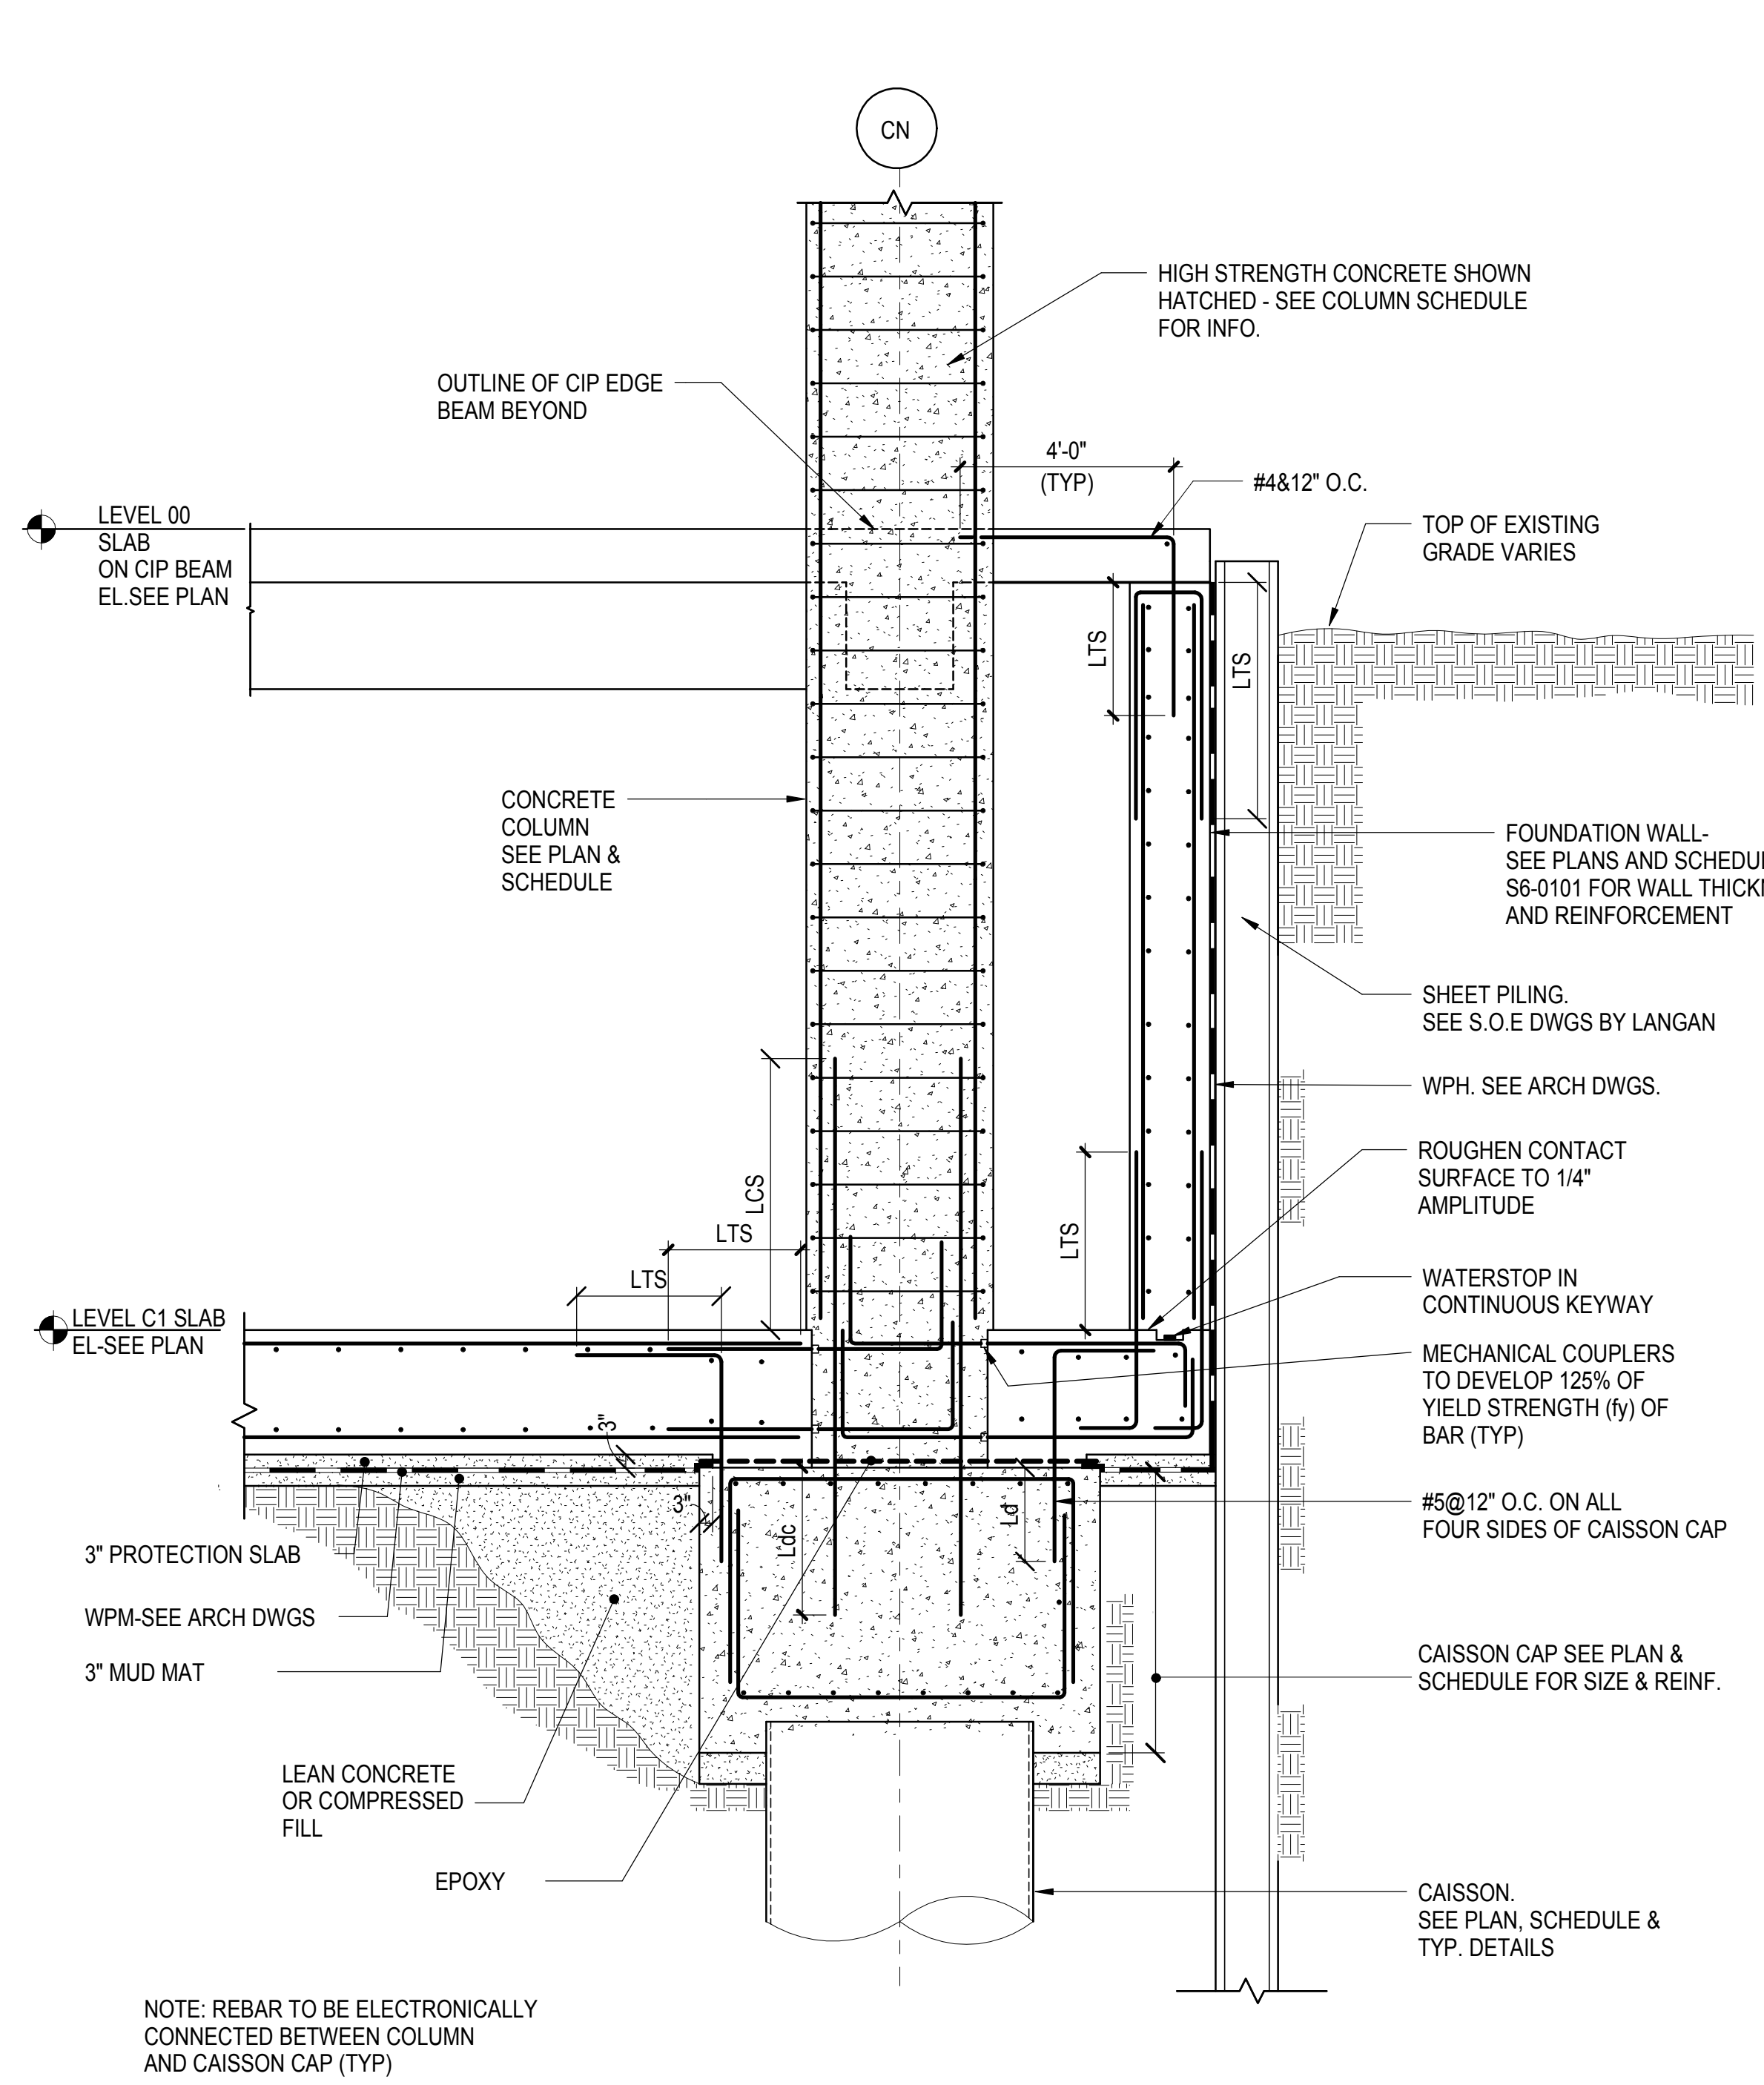 CN
HIGH STRENGTH CONCRETE SHOWN
HATCHED - SEE COLUMN SCHEDULE
FOR INFO.
OUTLINE OF CIP EDGE
BEAM BEYOND
4'-0"
(TYP)
#4&12" O.C.
LEVEL 00
SLAB
ON CIP BEAM
EL.SEE PLAN
TOP OF EXISTING
GRADE VARIES
LTS
LTS
CONCRETE
COLUMN
SEE PLAN &
SCHEDULE
FOUNDATION WALL-
SEE PLANS AND
S6-0101 FOR WALL
AND REINFORCEMENT
SHEET PILING.
SEE S.O.E DWGS BY LANGAN
WPH. SEE ARCH DWGS.
ROUGHEN CONTACT
SURFACE TO 1/4"
AMPLITUDE
LCS
LTS
LTS
LTS
WATERSTOP IN
CONTINUOUS KEYWAY
LEVEL C1 SLAB
EL-SEE PLAN
MECHANICAL COUPLERS
TO DEVELOP 125% OF
YIELD STRENGTH (fy) OF
BAR (TYP)
3"
3"
Ldc
Ld
#5@12" O.C. ON ALL
FOUR SIDES OF CAISSON CAP
3" PROTECTION SLAB
WPM-SEE ARCH DWGS
3" MUD MAT
CAISSON CAP SEE PLAN &
SCHEDULE FOR SIZE & REINF.
LEAN CONCRETE
OR COMPRESSED
FILL
EPOXY
CAISSON.
SEE PLAN, SCHEDULE &
TYP. DETAILS
NOTE: REBAR TO BE ELECTRONICALLY
CONNECTED BETWEEN COLUMN
AND CAISSON CAP (TYP)